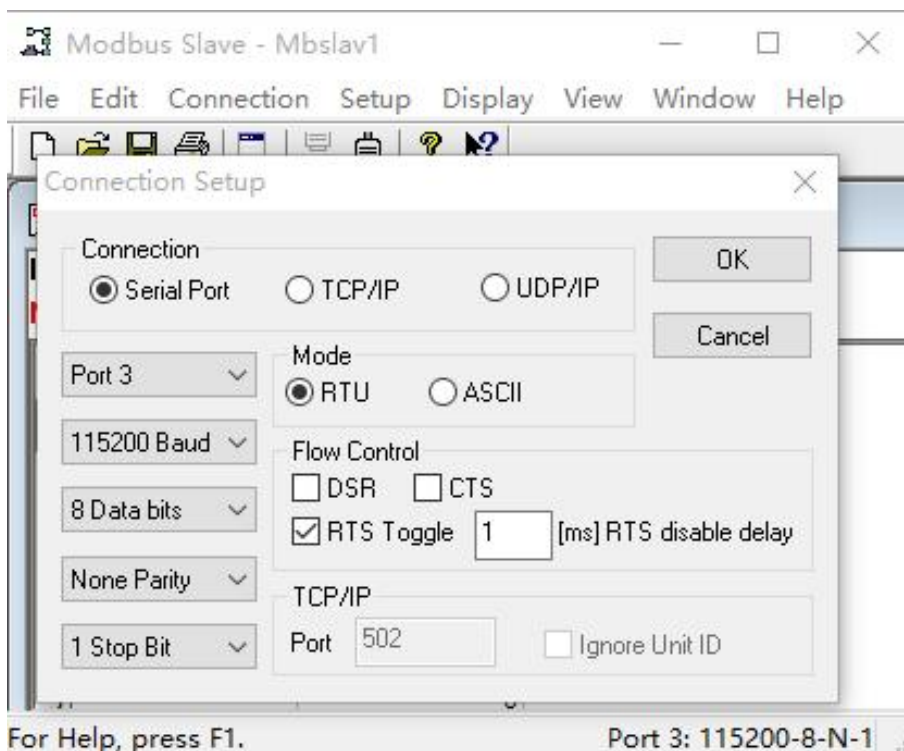 Modbus Slave - Mbslav1
File Edit Connection Setup Display View Window Help
Connection Setup
Connection
Serial Port TCP/IP UDP/IP
OK
Cancel
Port 3
115200 Baud
8 Data bits
None Parity
1 Stop Bit
Mode
RTU ASCII
Flow Control
DSR CTS
RTS Toggle 1 [ms] RTS disable delay
TCP/IP
Port 502 Ignore Unit ID
For Help, press F1. Port 3: 115200-8-N-1